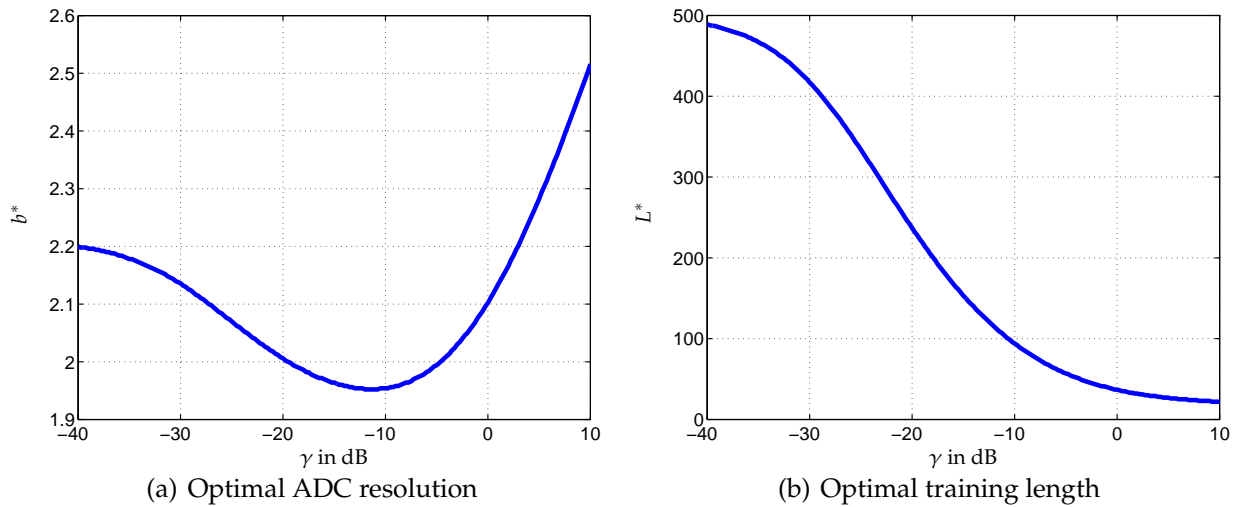 2.6
2.5
2.4
2.3
2.2
2.1
2
1.9
b*
−40 −30 −20 −10 0 10
γ in dB
(a) Optimal ADC resolution
500
400
300
200
100
0
L*
−40 −30 −20 −10 0 10
γ in dB
(b) Optimal training length